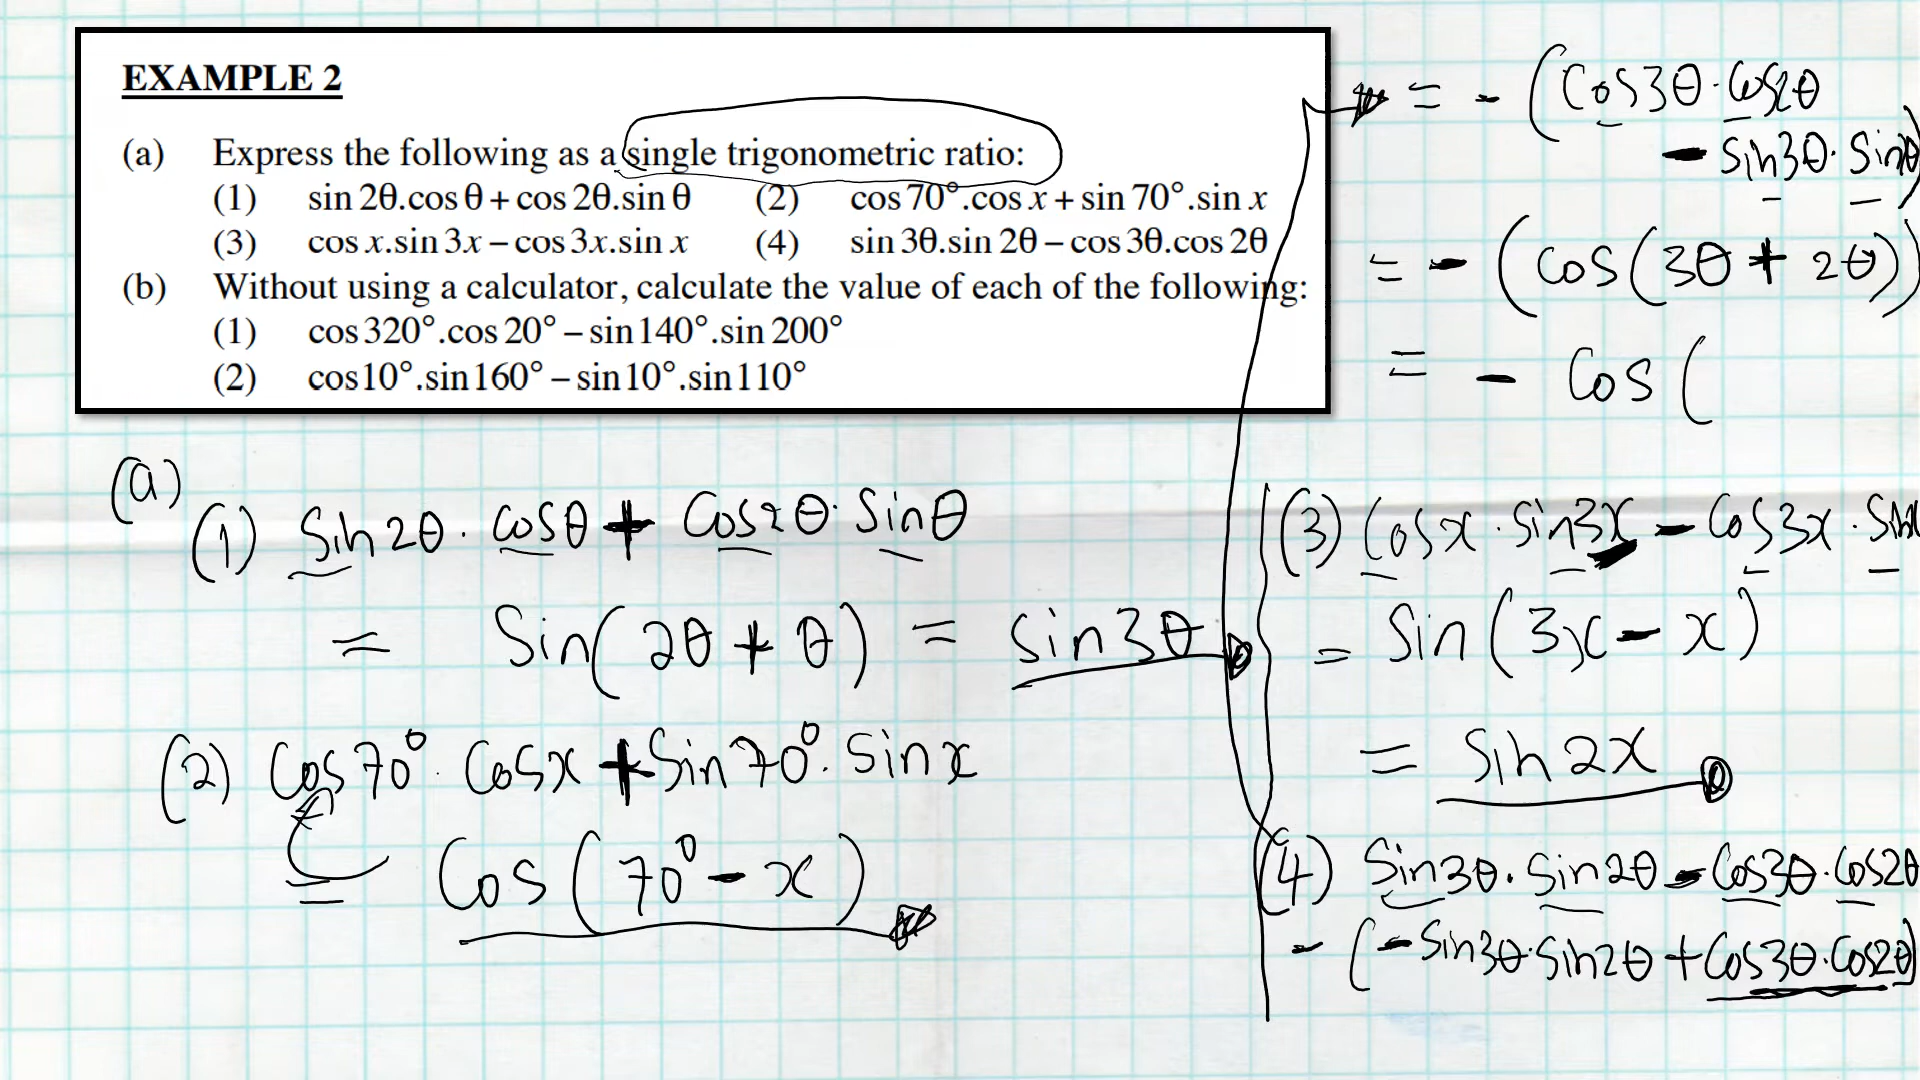 EXAMPLE 2
(a) Express the following as a single trigonometric ratio:
(1) sin 2θ.cos θ + cos 2θ.sin θ (2) cos 70°.cos x + sin 70°.sin x
(3) cos x.sin 3x – cos 3x.sin x (4) sin 3θ.sin 2θ – cos 3θ.cos 2θ
(b) Without using a calculator, calculate the value of each of the following:
(1) cos 320°.cos 20° – sin 140°.sin 200°
(2) cos 10°.sin 160° – sin 10°.sin 110°
(a)
(1) Sin 2θ · cosθ + Cos2θ · Sinθ
= Sin(2θ + θ) = sin3θ
(2) Cos70° · Cosx + Sin70° · Sinx
= Cos(70° - x)
(3) Cosx · Sin3x - Cos3x · Sinx
= Sin(3x - x)
= Sin2x
(4) Sin3θ · Sin2θ - Cos3θ · Cos2θ
- (- Sin3θ · Sin2θ + Cos3θ · Cos2θ)
= - (Cos3θ · Cos2θ
- Sin3θ · Sinθ)
= - (Cos(3θ + 2θ))
= - Cos(